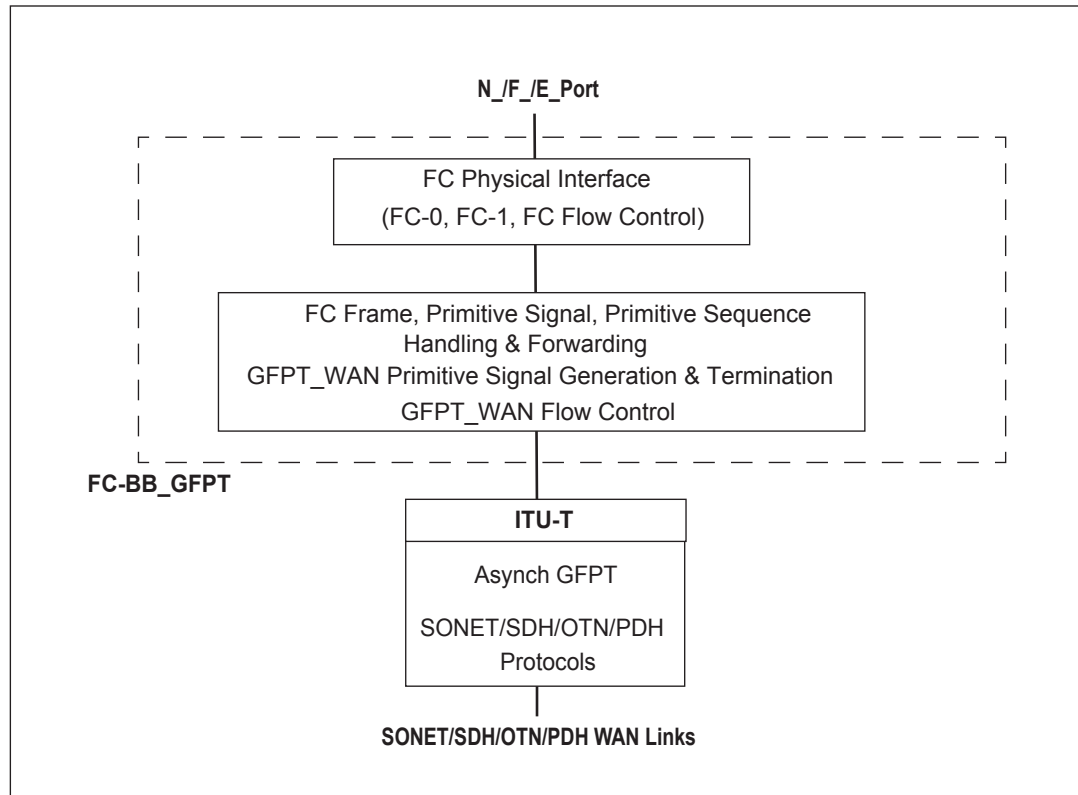 N_/F_/E_Port
FC Physical Interface
(FC-0, FC-1, FC Flow Control)
FC Frame, Primitive Signal, Primitive Sequence
Handling & Forwarding
GFPT_WAN Primitive Signal Generation & Termination
GFPT_WAN Flow Control
FC-BB_GFPT
ITU-T
Asynch GFPT
SONET/SDH/OTN/PDH
Protocols
SONET/SDH/OTN/PDH WAN Links